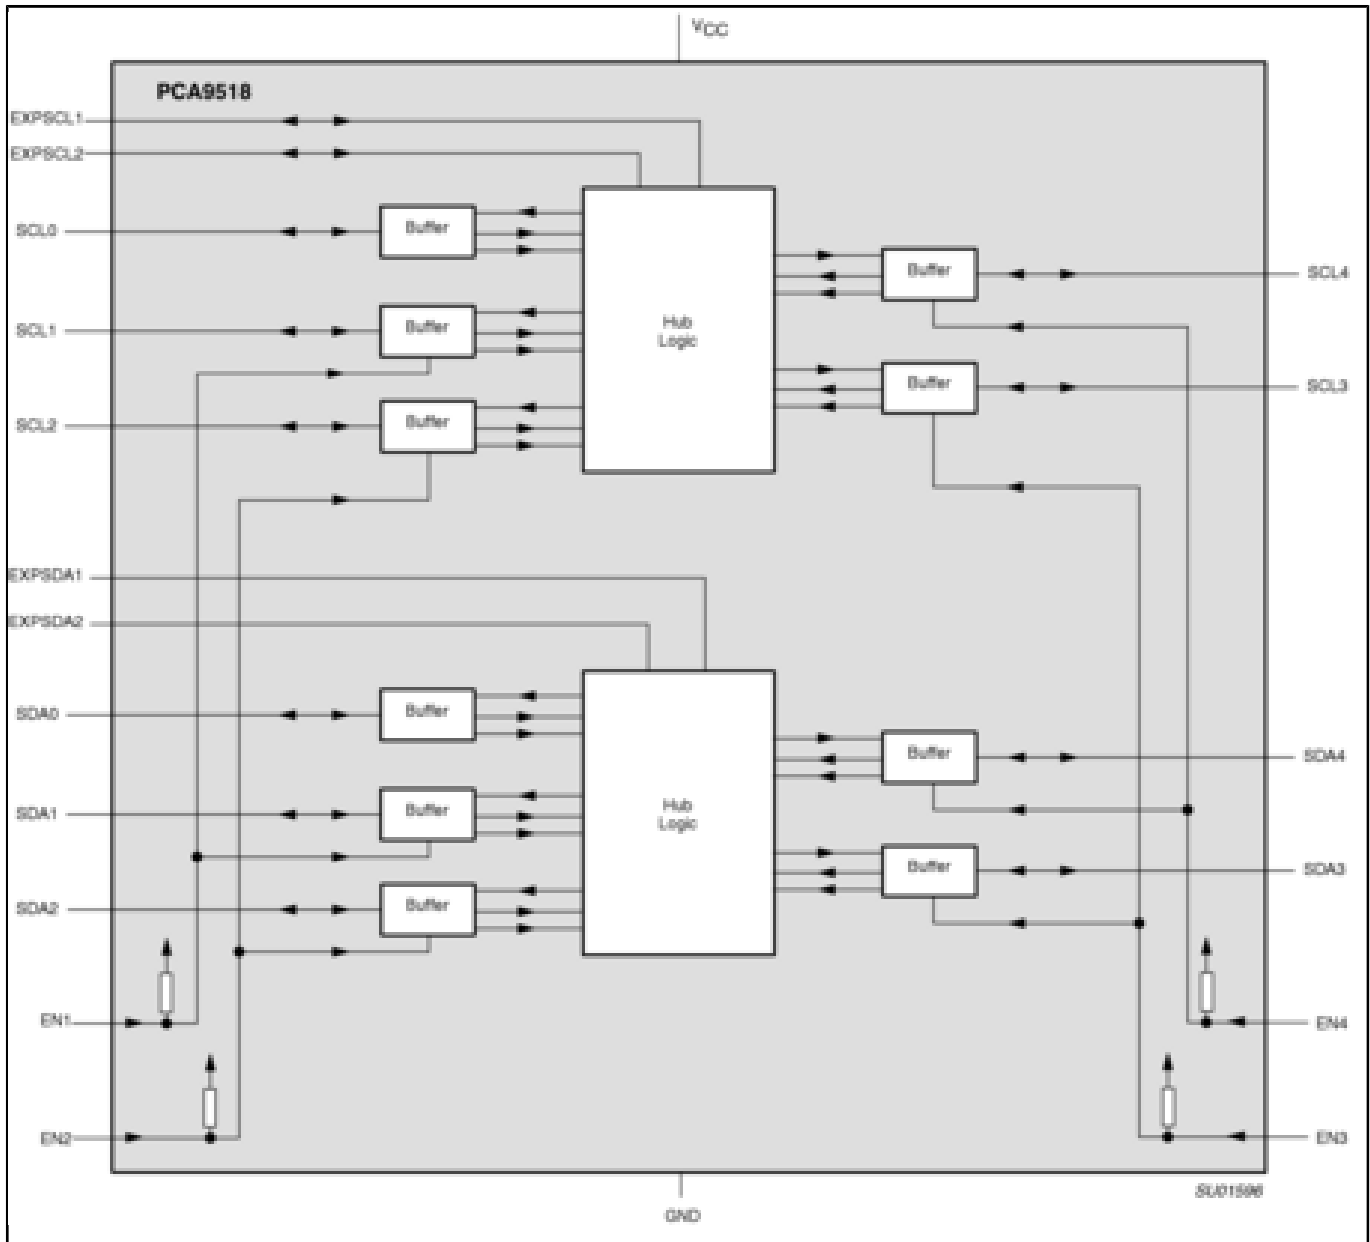 VCC
PCA9518
EXPSCL1
EXPSCL2
SCL0
Buffer
SCL1
Buffer
SCL2
Buffer
Hub
Logic
Buffer
SCL4
Buffer
SCL3
EXPSDA1
EXPSDA2
SDA0
Buffer
SDA1
Buffer
SDA2
Buffer
Hub
Logic
Buffer
SDA4
Buffer
SDA3
EN1
EN2
EN4
EN3
SU01596
GND